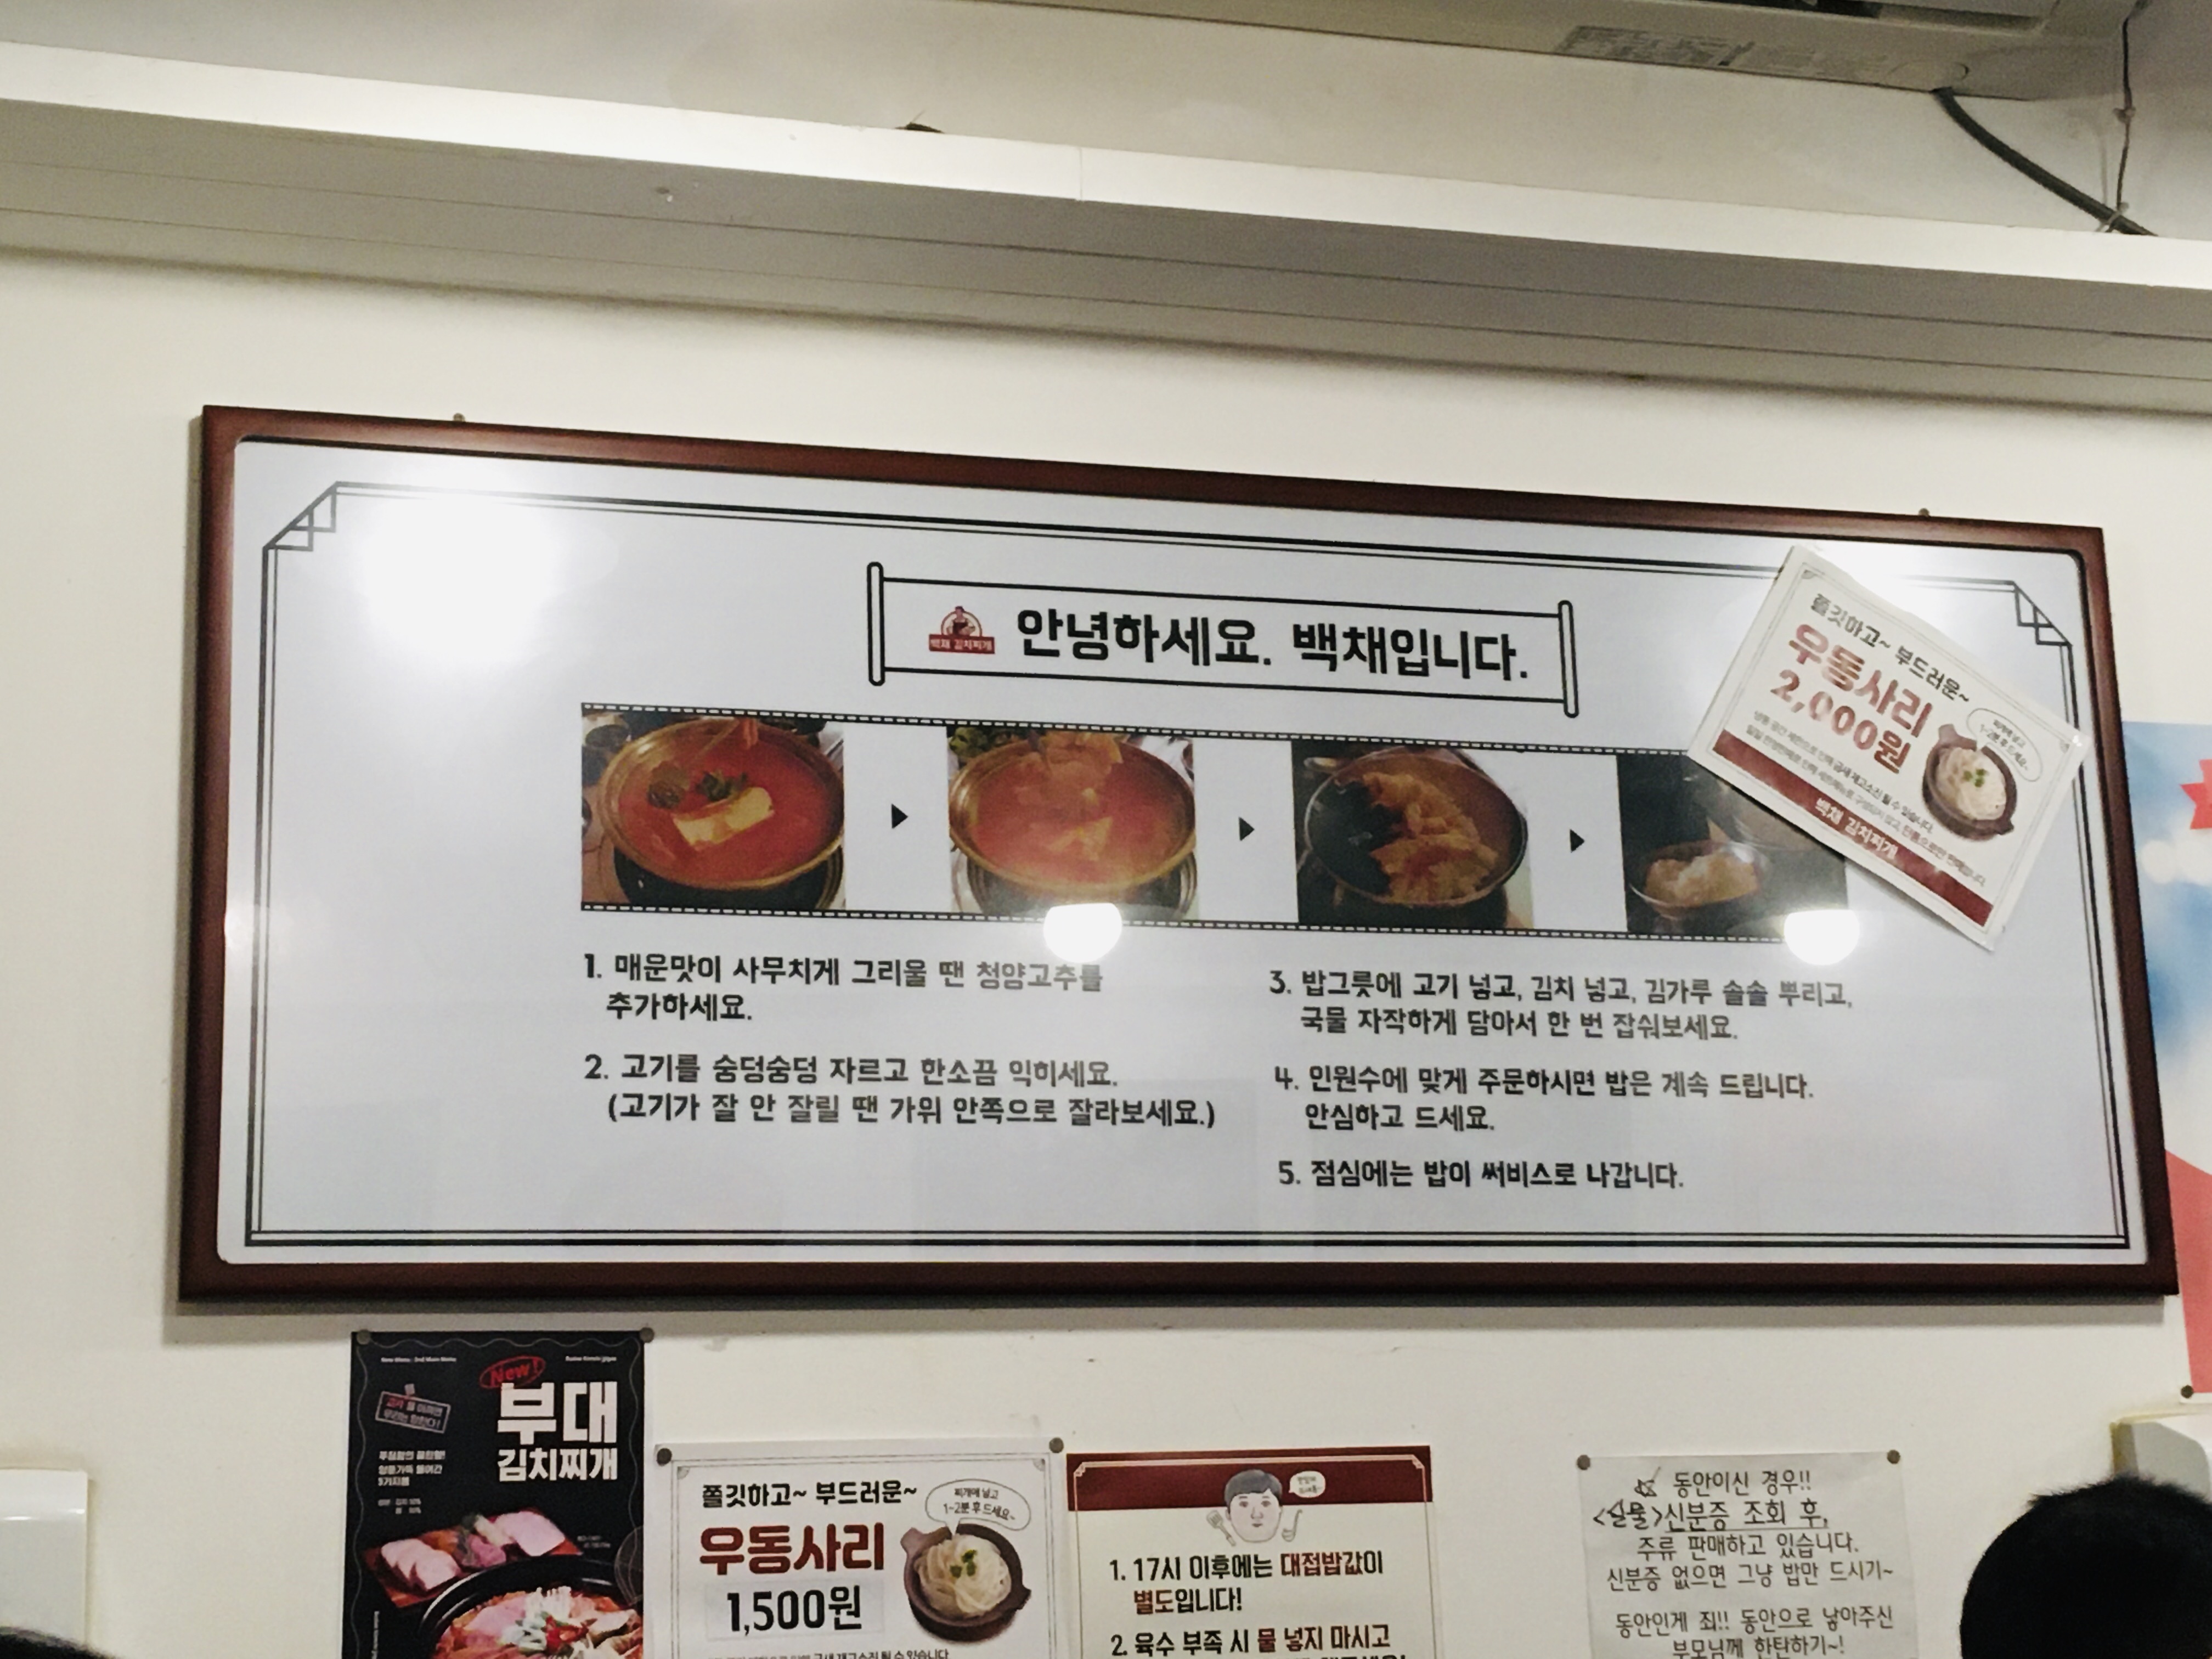 백채 김치찌개
안녕하세요. 백채입니다.
쫄깃하고~ 부드러운~
우동사리
2,000원
찌개에 넣고
1~2분 후 드세요~
백채 김치찌개
1. 매운맛이 사무치게 그리울 땐 청양고추를
추가하세요.
2. 고기를 숭덩숭덩 자르고 한소끔 익히세요.
(고기가 잘 안 잘릴 땐 가위 안쪽으로 잘라보세요.)
3. 밥그릇에 고기 넣고, 김치 넣고, 김가루 솔솔 뿌리고,
국물 자작하게 담아서 한 번 잡숴보세요.
4. 인원수에 맞게 주문하시면 밥은 계속 드립니다.
안심하고 드세요.
5. 점심에는 밥이 써비스로 나갑니다.
New!
부대
김치찌개
쫄깃하고~ 부드러운~
찌개에 넣고
1~2분 후 드세요~
우동사리
1,500원
1. 17시 이후에는 대접밥값이
별도입니다!
2. 육수 부족 시 물 넣지 마시고
동안이신 경우!!
<실물>신분증 조회 후,
주류 판매하고 있습니다.
신분증 없으면 그냥 밥만 드시기~
동안인게 죄!! 동안으로 낳아주신
부모님께 한탄하기~!